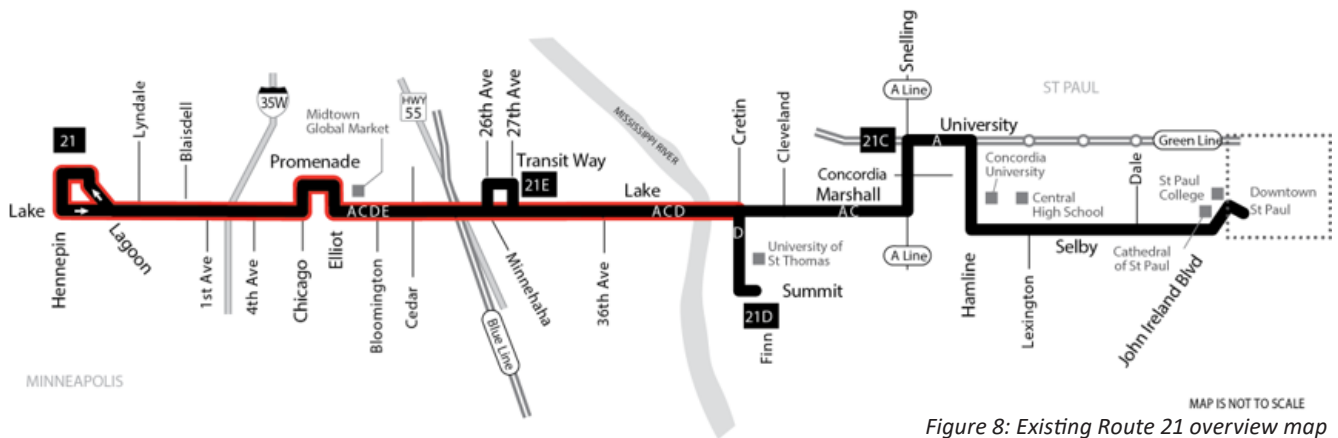 Snelling
A Line
ST PAUL
26th Ave
27th Ave
HWY
55
35W
Midtown
Global Market
MISSISSIPPI RIVER
Cretin
Cleveland
Lyndale
Blaisdell
21
Promenade
Transit Way
21E
21C
A
University
Green Line
Concordia
Concordia
University
Central
High School
Dale
St Paul
College
Downtown
St Paul
Lake
Marshall
Lake
ACDE
ACD
AC
D
Lagoon
Hennepin
1st Ave
4th Ave
Chicago
Elliot
Bloomington
Cedar
Minnehaha
36th Ave
Blue Line
University of
St Thomas
Summit
21D
Finn
A Line
Hamline
Selby
Lexington
Cathedral
of St Paul
John Ireland Blvd
MINNEAPOLIS
MAP IS NOT TO SCALE
Figure 8: Existing Route 21 overview map